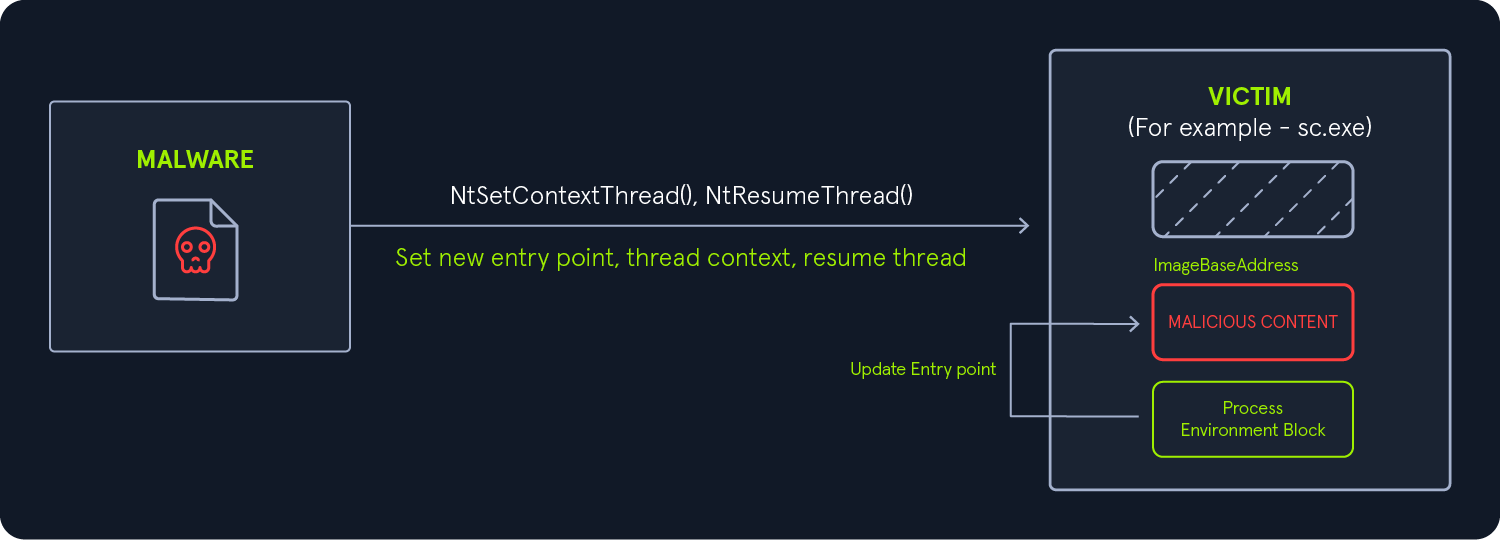 MALWARE
NtSetContextThread(), NtResumeThread()
Set new entry point, thread context, resume thread
VICTIM
(For example - sc.exe)
ImageBaseAddress
MALICIOUS CONTENT
Update Entry point
Process
Environment Block